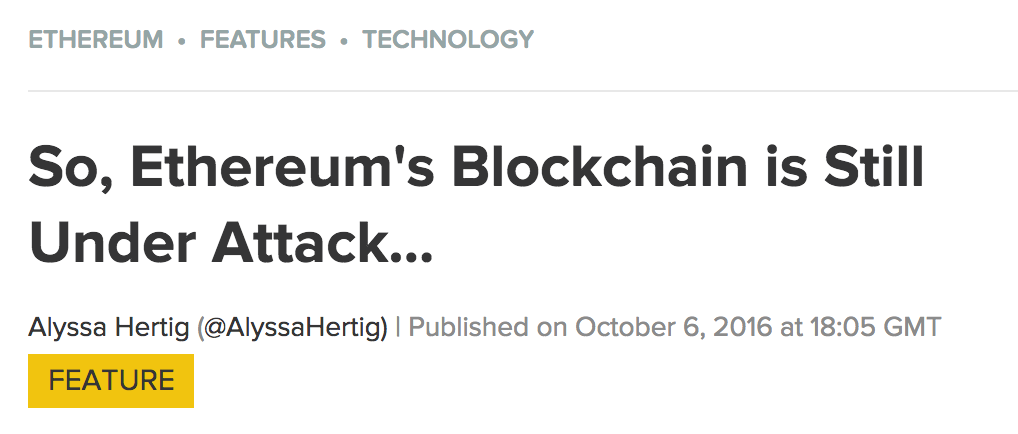 ETHEREUM • FEATURES • TECHNOLOGY
So, Ethereum's Blockchain is Still
Under Attack...
Alyssa Hertig (@AlyssaHertig) | Published on October 6, 2016 at 18:05 GMT
FEATURE